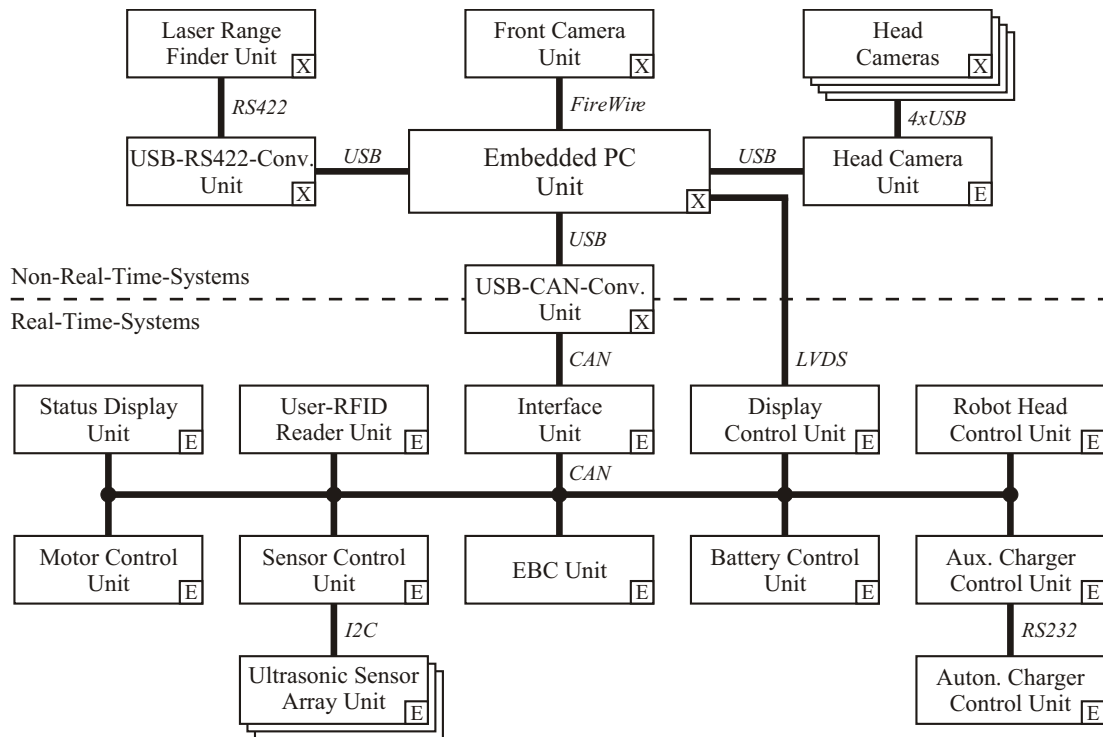 Laser Range
Finder Unit
X
Front Camera
Unit
X
Head
Cameras
X
RS422
FireWire
4xUSB
USB-RS422-Conv.
Unit
X
USB
Embedded PC
Unit
X
USB
Head Camera
Unit
E
USB
Non-Real-Time-Systems
USB-CAN-Conv.
Unit
X
Real-Time-Systems
CAN
LVDS
Status Display
Unit
E
User-RFID
Reader Unit
E
Interface
Unit
E
Display
Control Unit
E
Robot Head
Control Unit
E
CAN
Motor Control
Unit
E
Sensor Control
Unit
E
EBC Unit
E
Battery Control
Unit
E
Aux. Charger
Control Unit
E
I2C
RS232
Ultrasonic Sensor
Array Unit
E
Auton. Charger
Control Unit
E